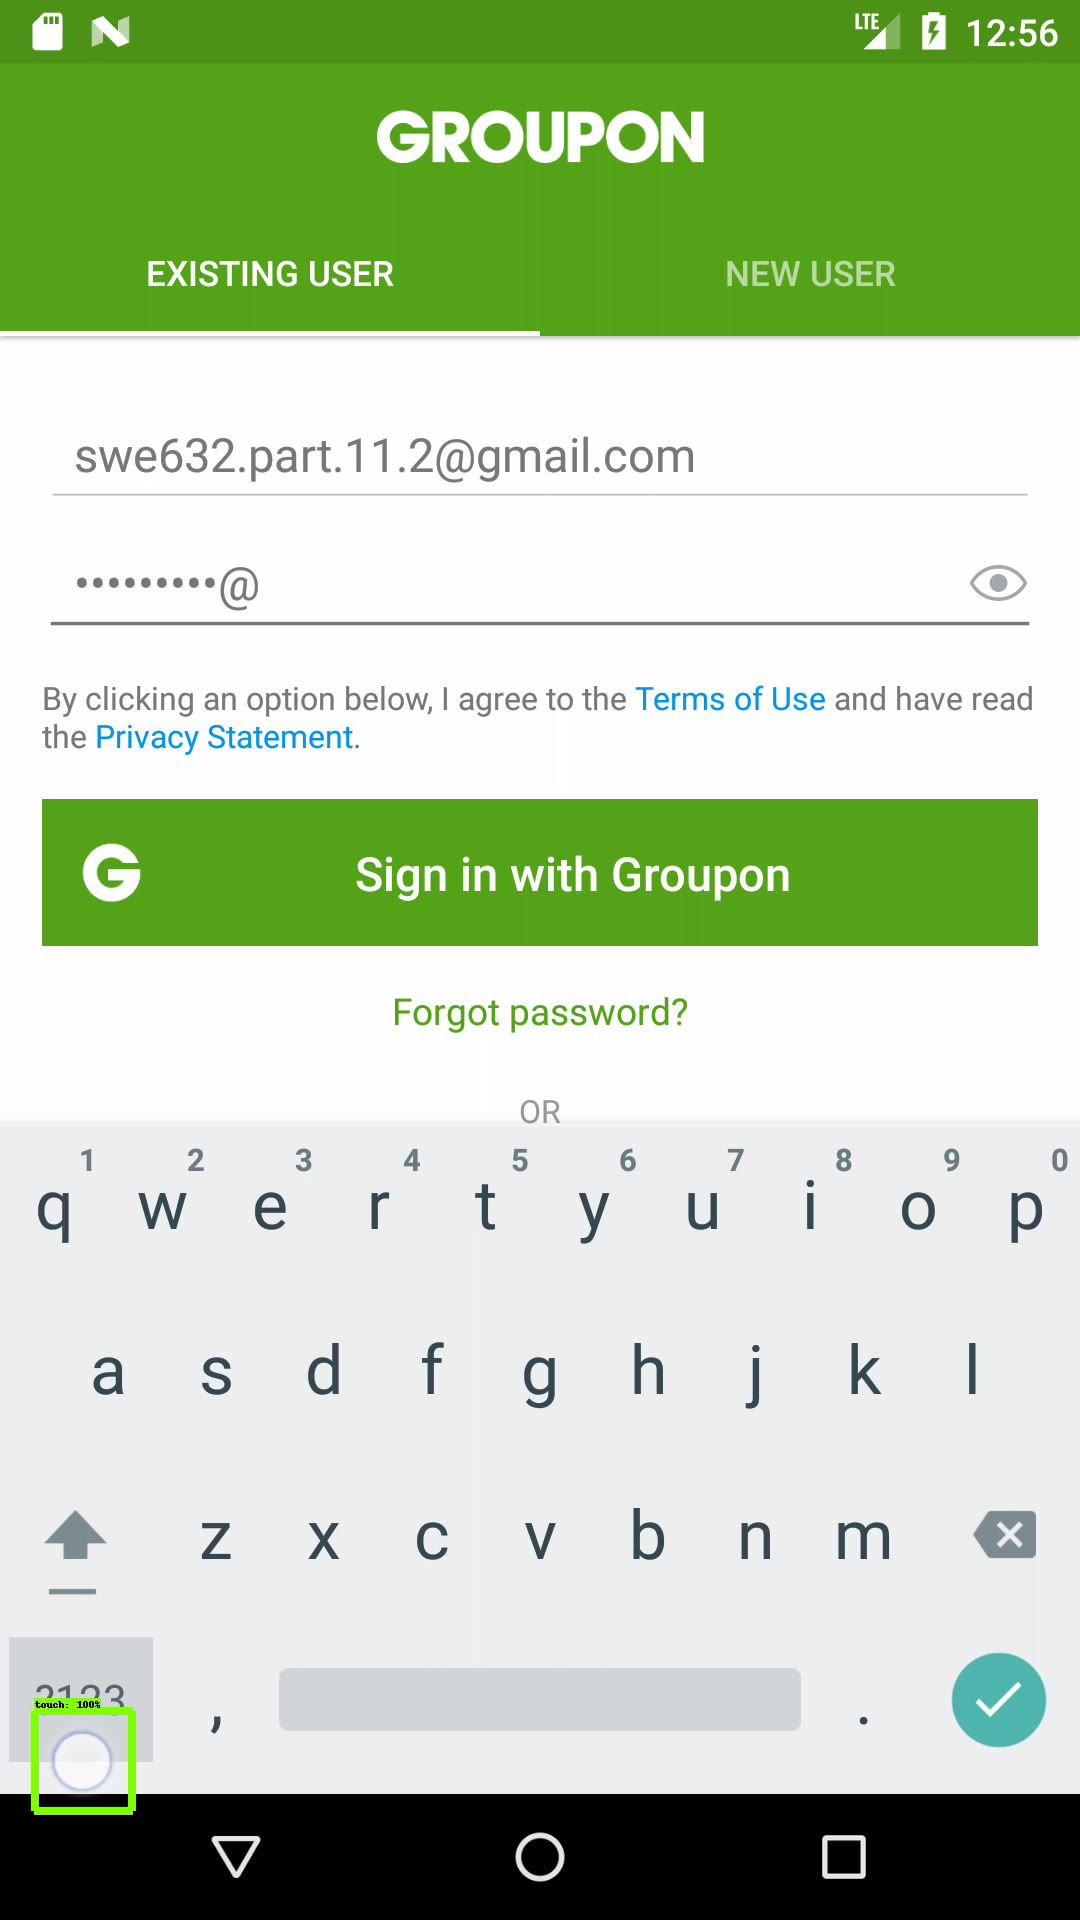 LTE 12:56
GROUPON
EXISTING USER NEW USER
swe632.part.11.2@gmail.com
•••••••••@
By clicking an option below, I agree to the Terms of Use and have read
the Privacy Statement.
G Sign in with Groupon
Forgot password?
OR
1 2 3 4 5 6 7 8 9 0
q w e r t y u i o p
a s d f g h j k l
z x c v b n m
?123 , .
touch: 100%